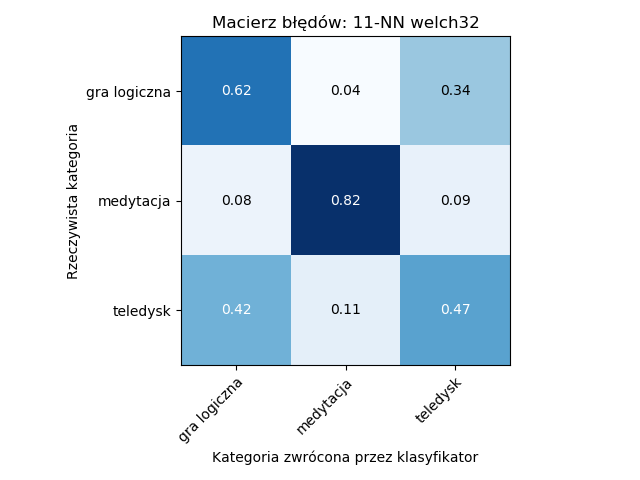 Macierz błędów: 11-NN welch32
Rzeczywista kategoria
gra logiczna 0.62 0.04 0.34
medytacja 0.08 0.82 0.09
teledysk 0.42 0.11 0.47
gra logiczna medytacja teledysk
Kategoria zwrócona przez klasyfikator